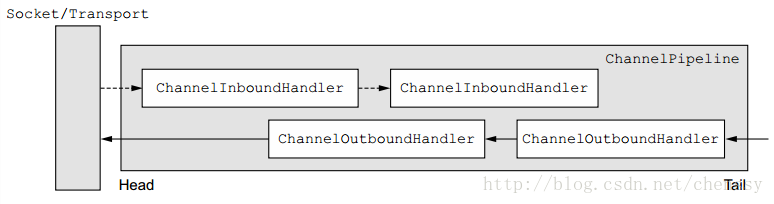 Socket/Transport
ChannelPipeline
ChannelInboundHandler
ChannelInboundHandler
ChannelOutboundHandler
ChannelOutboundHandler
Head
Tail